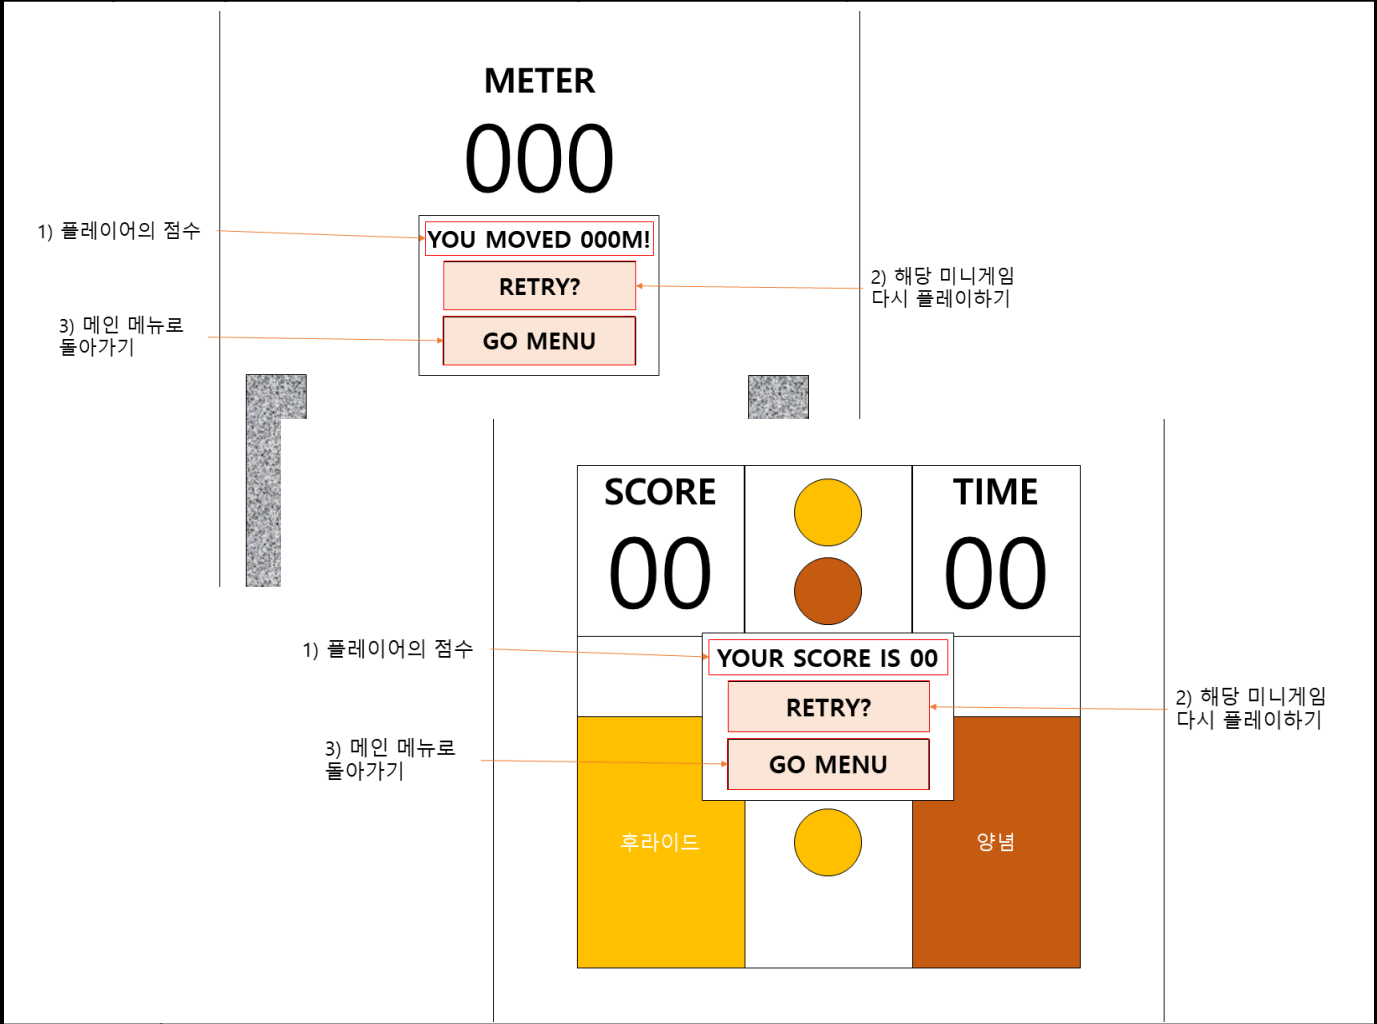 METER
000
1) 플레이어의 점수
YOU MOVED 000M!
RETRY?
2) 해당 미니게임
다시 플레이하기
3) 메인 메뉴로
돌아가기
GO MENU
SCORE
00
TIME
00
1) 플레이어의 점수
YOUR SCORE IS 00
RETRY?
2) 해당 미니게임
다시 플레이하기
3) 메인 메뉴로
돌아가기
GO MENU
후라이드
양념